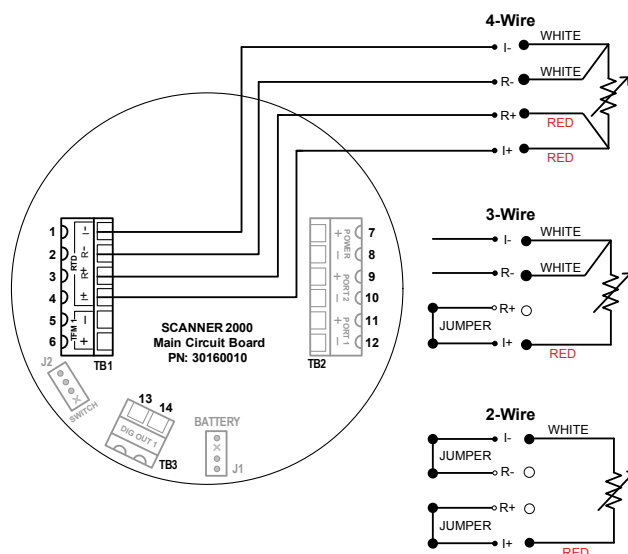 4-Wire
I-
WHITE
R-
WHITE
R+
RED
I+
RED
3-Wire
I-
WHITE
R-
WHITE
R+
JUMPER
I+
RED
2-Wire
I-
WHITE
JUMPER
R-
R+
JUMPER
I+
RED
1
2
3
4
5
6
RTD
TFM 1
I-
R-
R+
I+
-
+
TB1
+
-
+
-
+
-
POWER
PORT 2
PORT 1
7
8
9
10
11
12
TB2
SCANNER 2000
Main Circuit Board
PN: 30160010
J2
SWITCH
13
14
DIG OUT 1
TB3
BATTERY
J1